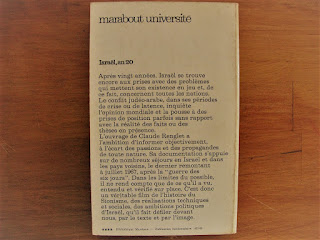 marabout université
Israël, an 20
Après vingt années, Israël se trouve
encore aux prises avec des problèmes
qui mettent son existence en jeu et, de
ce fait, concernent toutes les nations.
Le conflit judéo-arabe, dans ses périodes
de crise ou de latence, inquiète
l'opinion mondiale et la pousse à des
prises de position parfois sans rapport
avec la réalité des faits ou des
thèses en présence.
L'ouvrage de Claude Renglet a
l'ambition d'informer objectivement,
à l'écart des passions et des propagandes
de toute nature. Sa documentation s'appuie
sur de nombreux séjours en Israël et dans
les pays voisins, le dernier remontant
à juillet 1967, après la "guerre des
six jours". Dans les limites du possible,
il ne rend compte que de ce qu'il a vu,
entendu et vérifié sur place. C'est donc
un véritable film de l'histoire du
Sionisme, des réalisations techniques
et sociales, des ambitions politiques
d'Israël, qu'il fait défiler devant
nous, par le texte et par l'image.